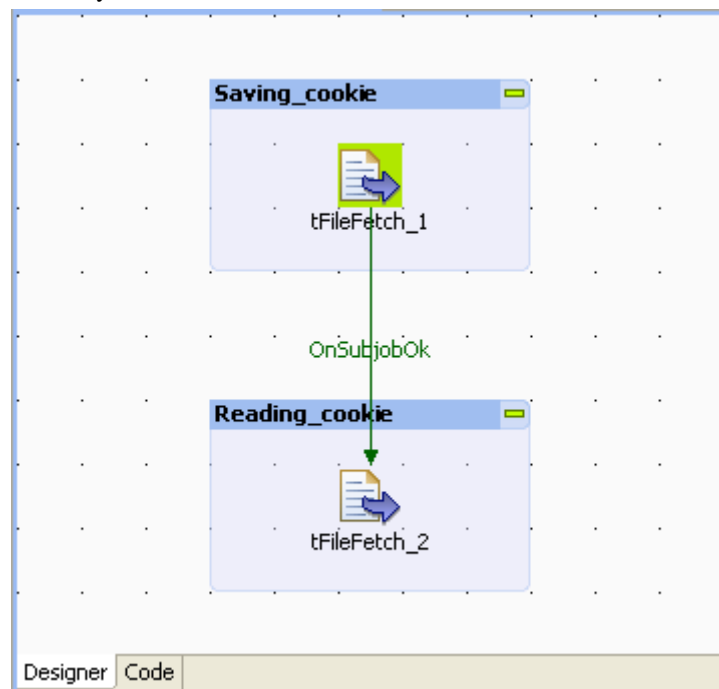 Saving_cookie
tFileFetch_1
OnSubjobOk
Reading_cookie
tFileFetch_2
Designer Code